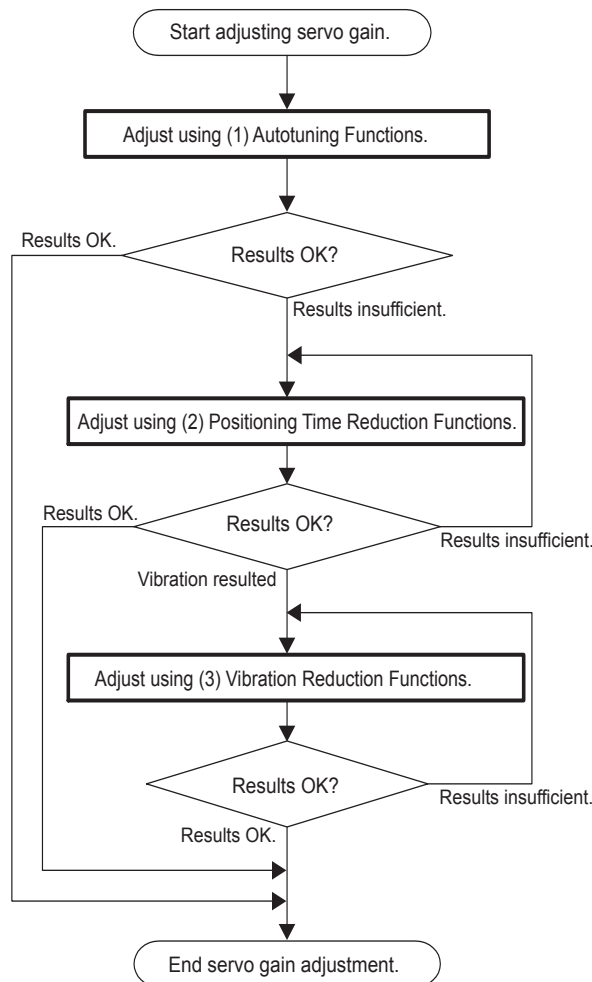 Start adjusting servo gain.
Adjust using (1) Autotuning Functions.
Results OK.
Results OK?
Results insufficient.
Adjust using (2) Positioning Time Reduction Functions.
Results OK.
Results OK?
Results insufficient.
Vibration resulted
Adjust using (3) Vibration Reduction Functions.
Results OK?
Results insufficient.
Results OK.
End servo gain adjustment.